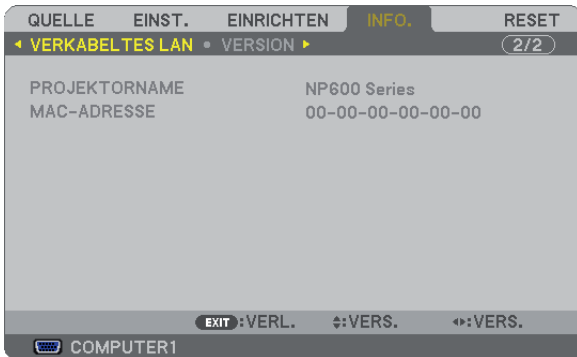 QUELLE EINST. EINRICHTEN INFO. RESET
VERKABELTES LAN • VERSION 2/2
PROJEKTORNAME NP600 Series
MAC-ADRESSE 00-00-00-00-00-00
EXIT :VERL. :VERS. :VERS.
COMPUTER1